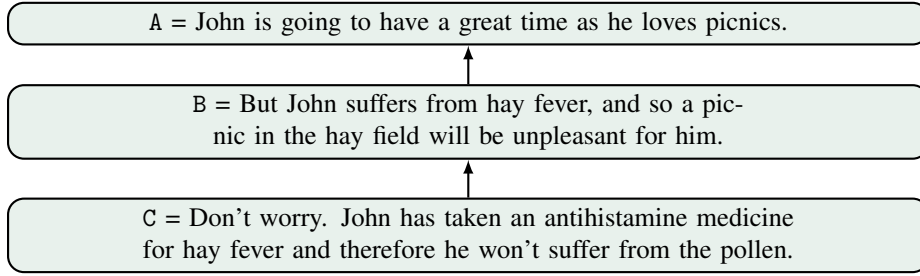 A = John is going to have a great time as he loves picnics.
B = But John suffers from hay fever, and so a pic-
nic in the hay field will be unpleasant for him.
C = Don't worry. John has taken an antihistamine medicine
for hay fever and therefore he won't suffer from the pollen.